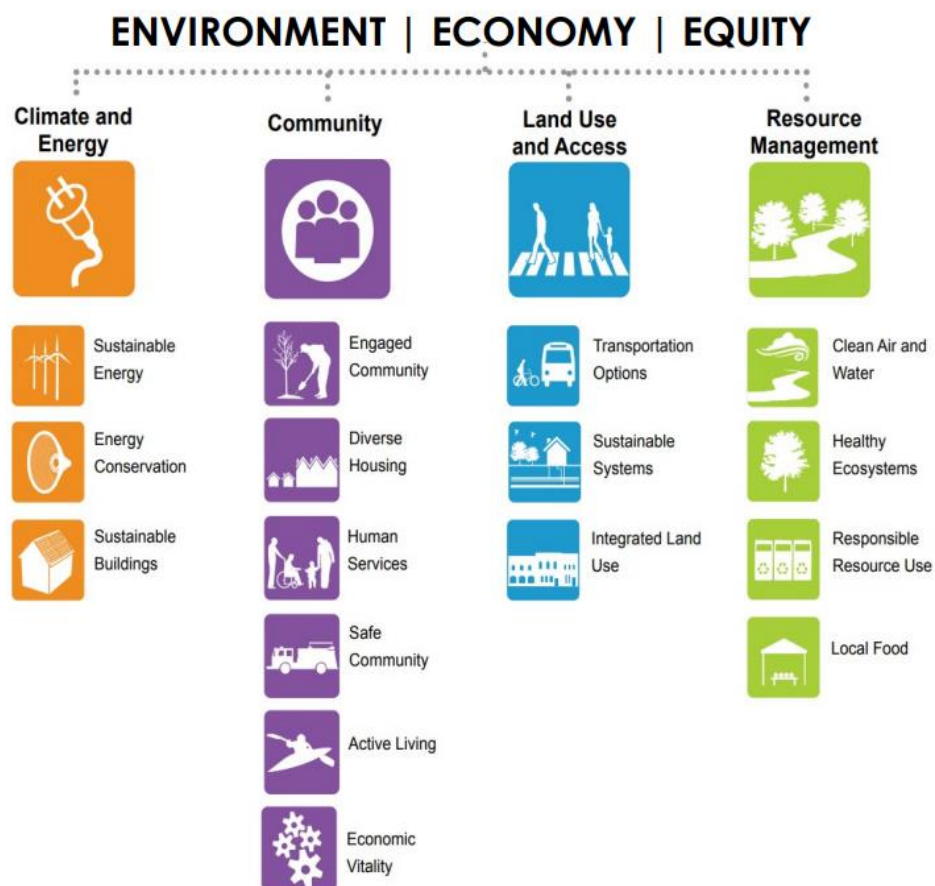 ENVIRONMENT | ECONOMY | EQUITY
Climate and
Energy
Sustainable
Energy
Energy
Conservation
Sustainable
Buildings
Community
Engaged
Community
Diverse
Housing
Human
Services
Safe
Community
Active Living
Economic
Vitality
Land Use
and Access
Transportation
Options
Sustainable
Systems
Integrated Land
Use
Resource
Management
Clean Air and
Water
Healthy
Ecosystems
Responsible
Resource Use
Local Food